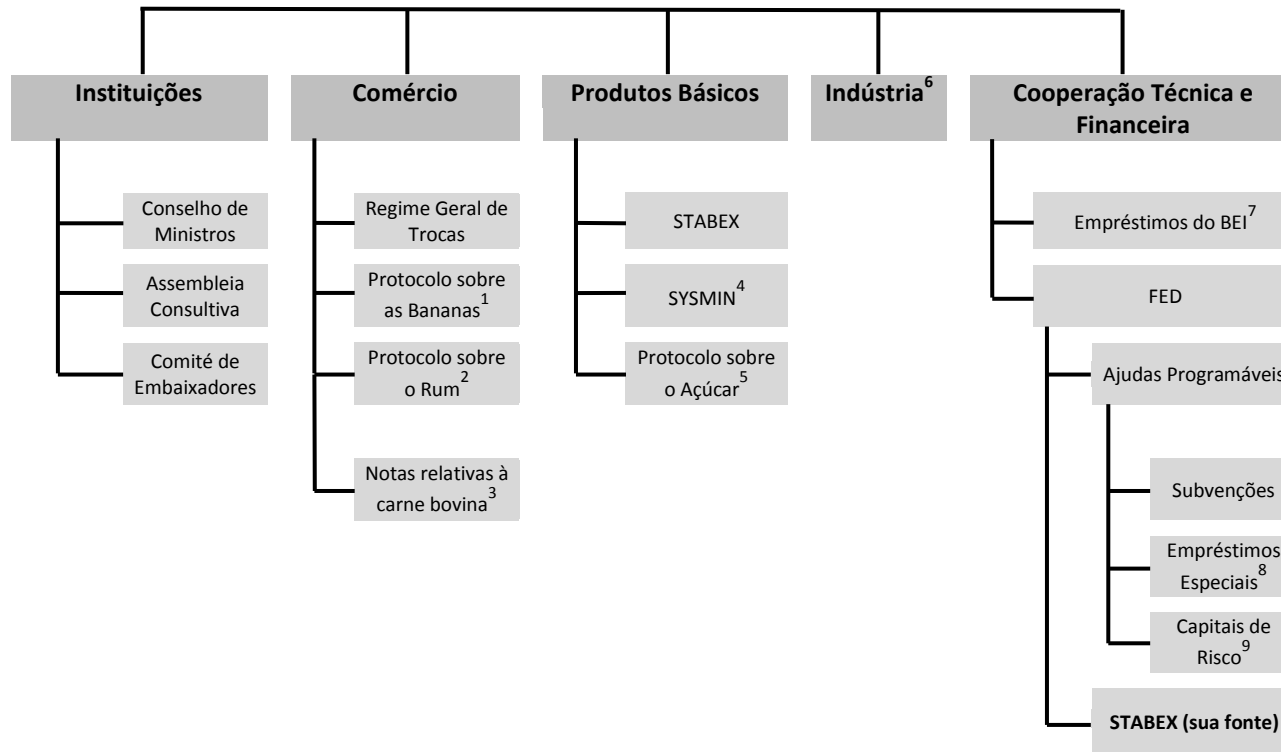 Instituições
Conselho de
Ministros
Assembleia
Consultiva
Comité de
Embaixadores
Comércio
Regime Geral de
Trocas
Protocolo sobre
as Bananas1
Protocolo sobre
o Rum2
Notas relativas à
carne bovina3
Produtos Básicos
STABEX
SYSMIN4
Protocolo sobre
o Açúcar5
Indústria6
Cooperação Técnica e
Financeira
Empréstimos do BEI7
FED
Ajudas Programáveis
Subvenções
Empréstimos
Especiais8
Capitais de
Risco9
STABEX (sua fonte)